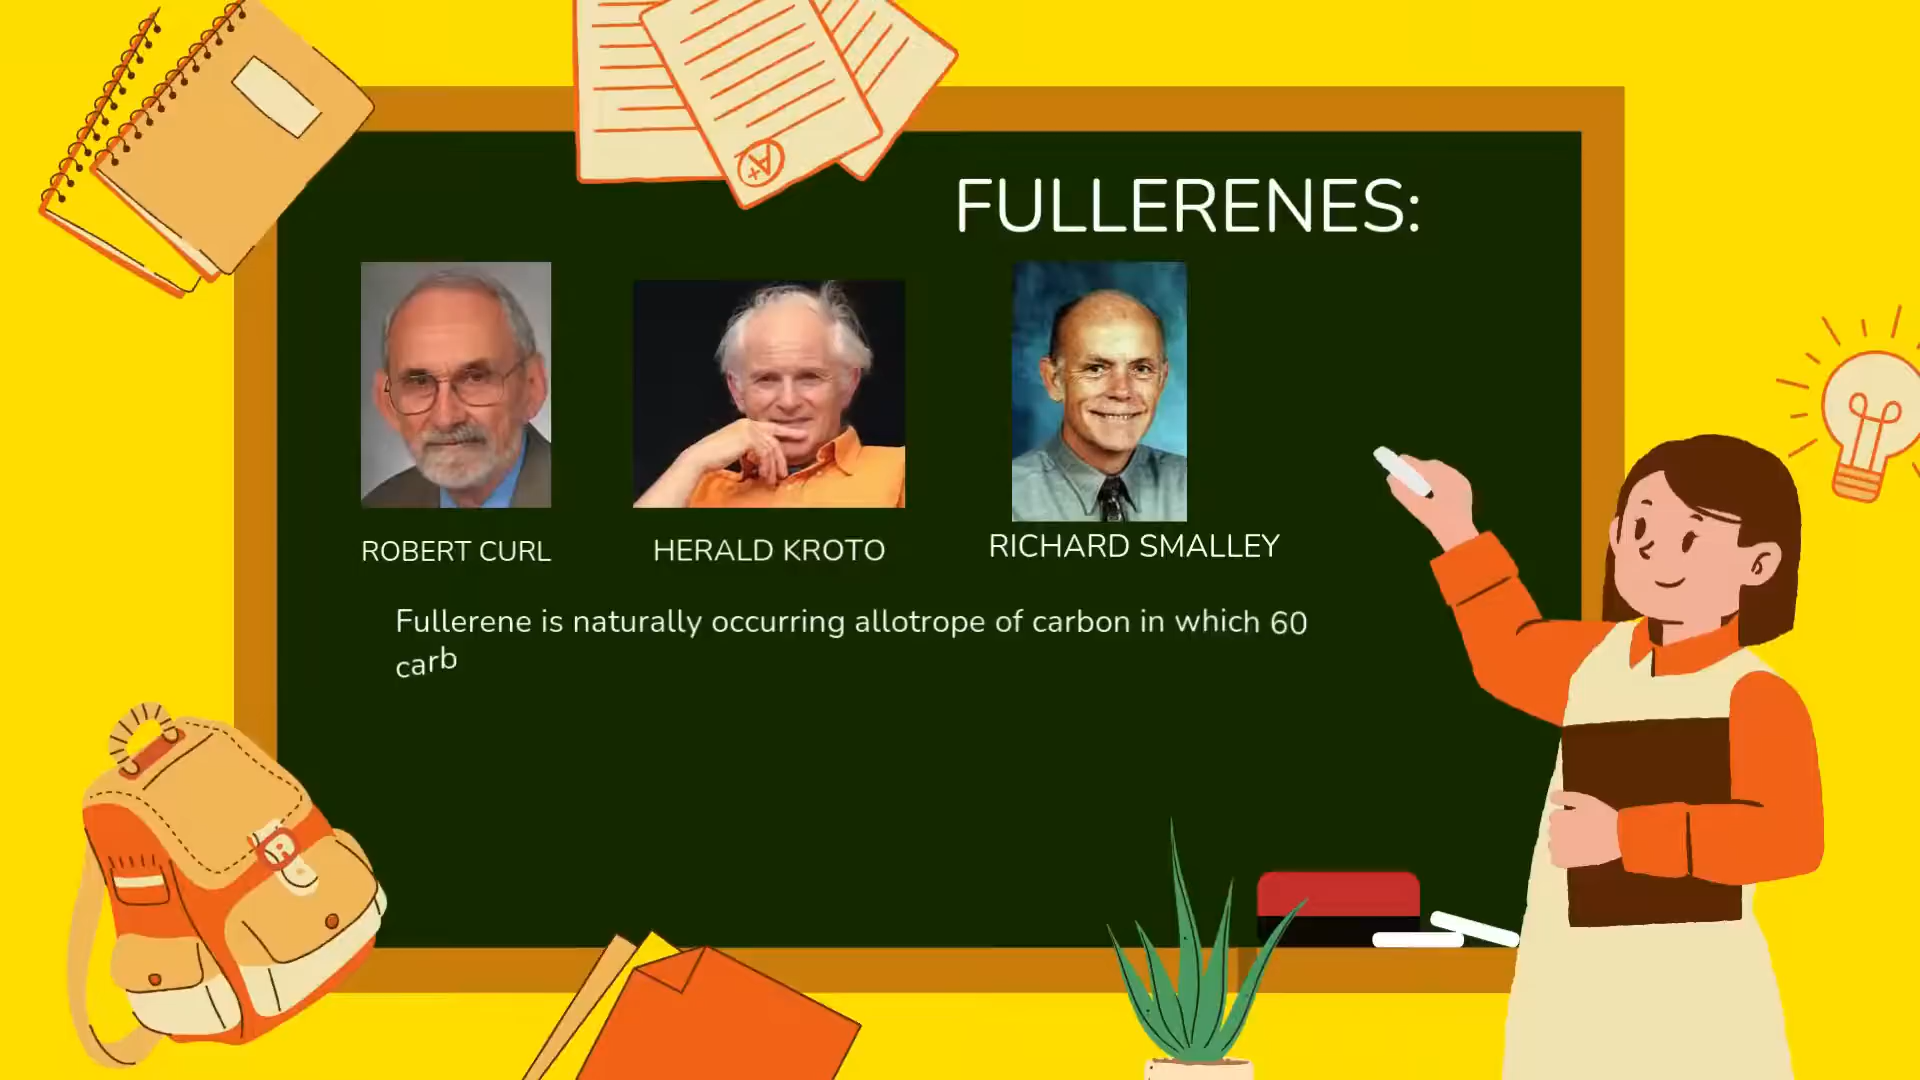 A+
FULLERENES:
ROBERT CURL
HERALD KROTO
RICHARD SMALLEY
Fullerene is naturally occurring allotrope of carbon in which 60
carb